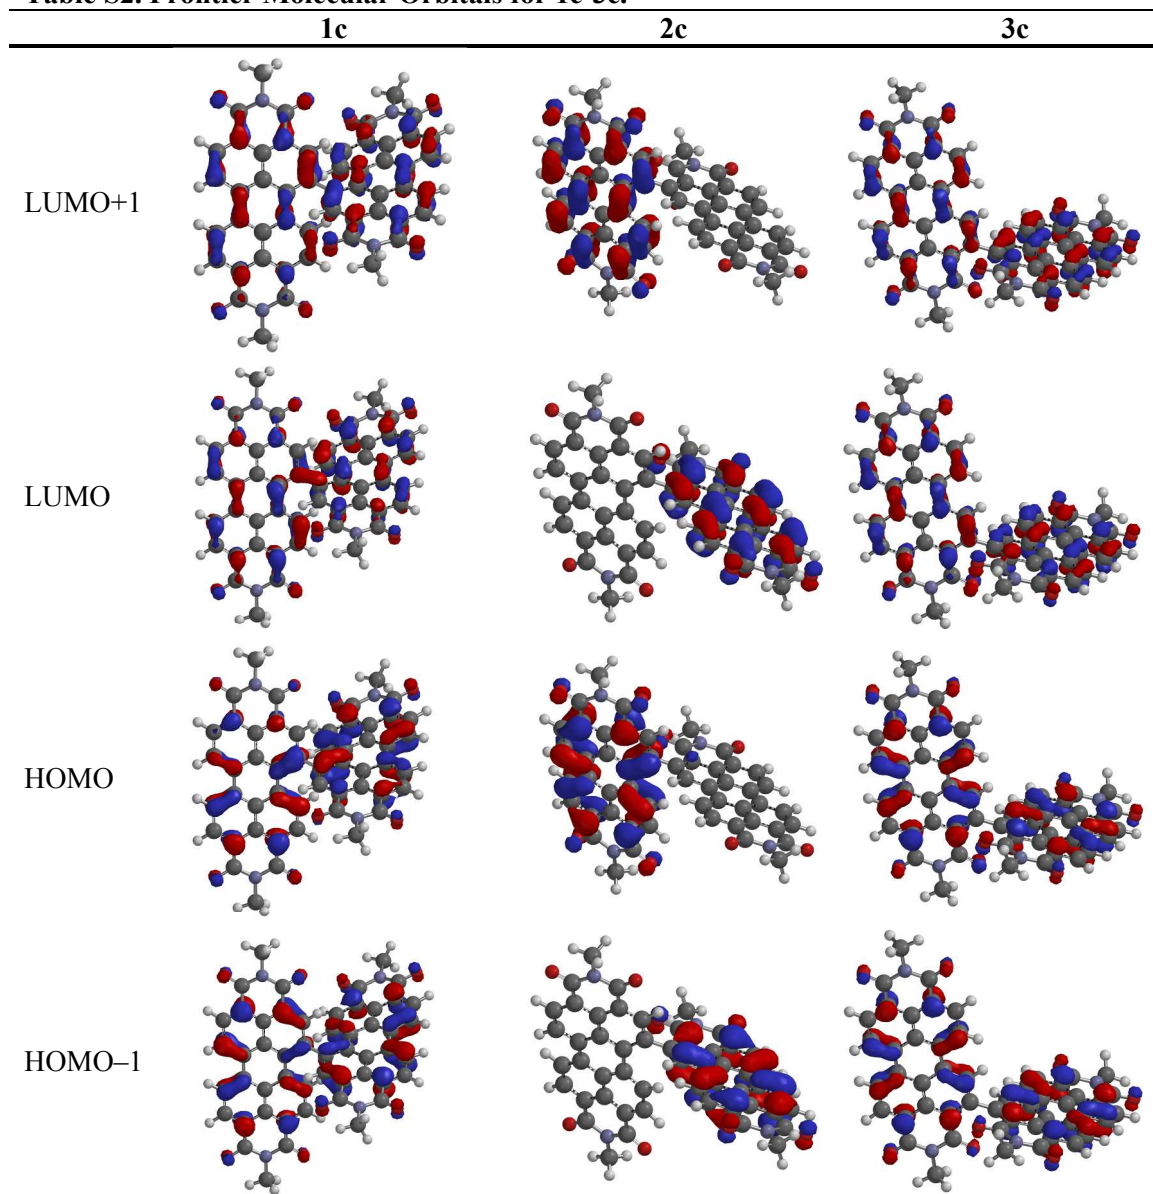 Table S2. Frontier Molecular Orbitals for 1c-3c.
1c 2c 3c
LUMO+1
LUMO
HOMO
HOMO–1